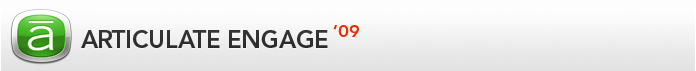 ā ARTICULATE ENGAGE ’09